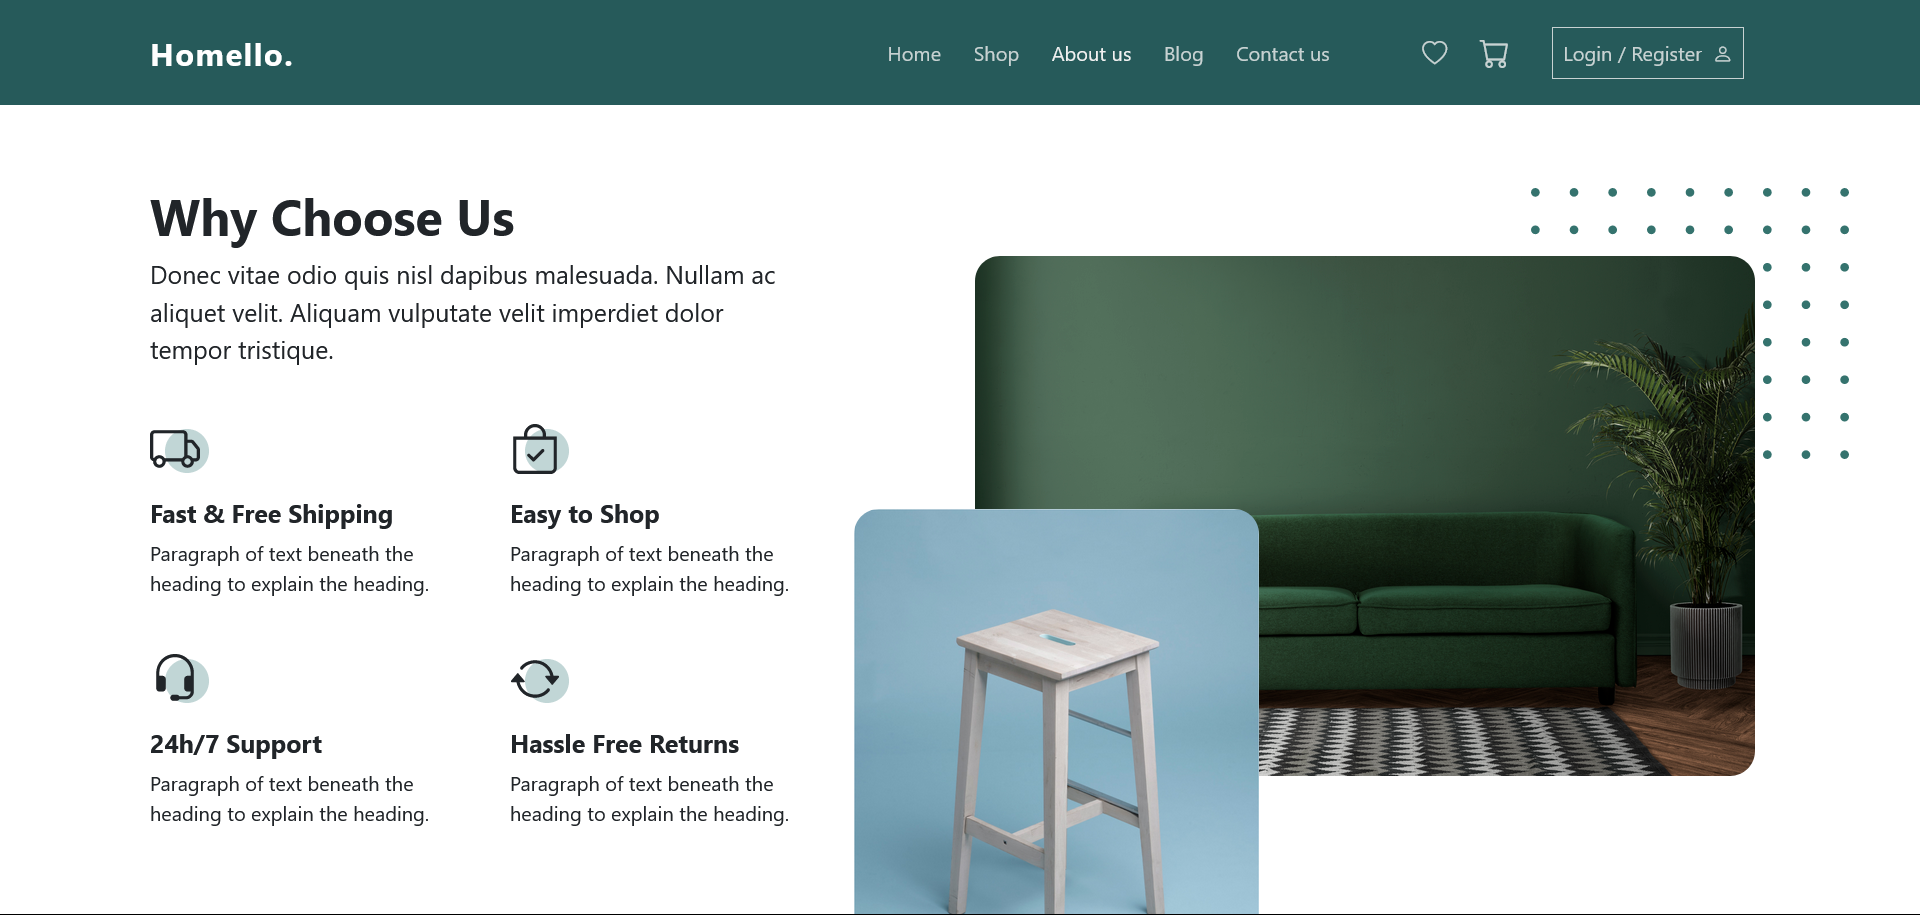 Homello.
Home
Shop
About us
Blog
Contact us
Login / Register
Why Choose Us
Donec vitae odio quis nisl dapibus malesuada. Nullam ac
aliquet velit. Aliquam vulputate velit imperdiet dolor
tempor tristique.
Fast & Free Shipping
Paragraph of text beneath the
heading to explain the heading.
Easy to Shop
Paragraph of text beneath the
heading to explain the heading.
24h/7 Support
Paragraph of text beneath the
heading to explain the heading.
Hassle Free Returns
Paragraph of text beneath the
heading to explain the heading.